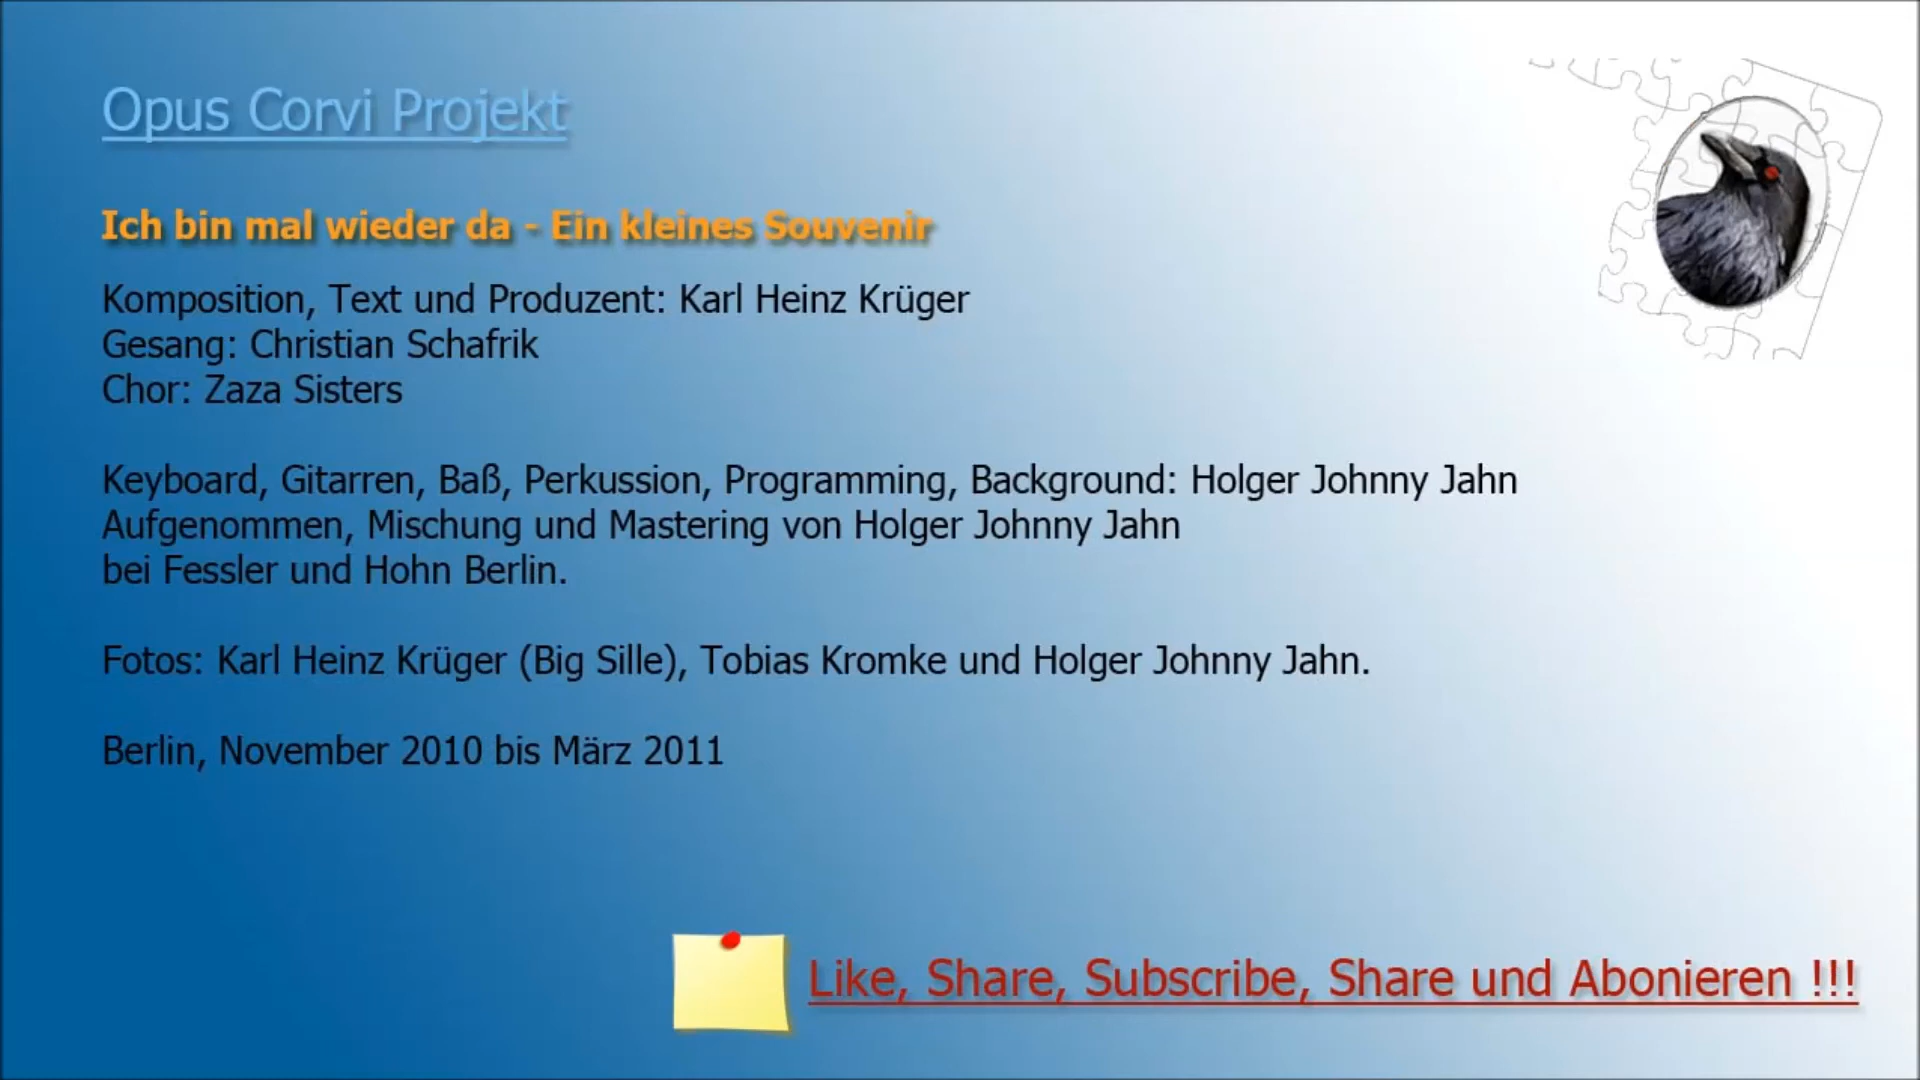 Opus Corvi Projekt
Ich bin mal wieder da - Ein kleines Souvenir
Komposition, Text und Produzent: Karl Heinz Krüger
Gesang: Christian Schafrik
Chor: Zaza Sisters
Keyboard, Gitarren, Baß, Perkussion, Programming, Background: Holger Johnny Jahn
Aufgenommen, Mischung und Mastering von Holger Johnny Jahn
bei Fessler und Hohn Berlin.
Fotos: Karl Heinz Krüger (Big Sille), Tobias Kromke und Holger Johnny Jahn.
Berlin, November 2010 bis März 2011
Like, Share, Subscribe, Share und Abonieren !!!